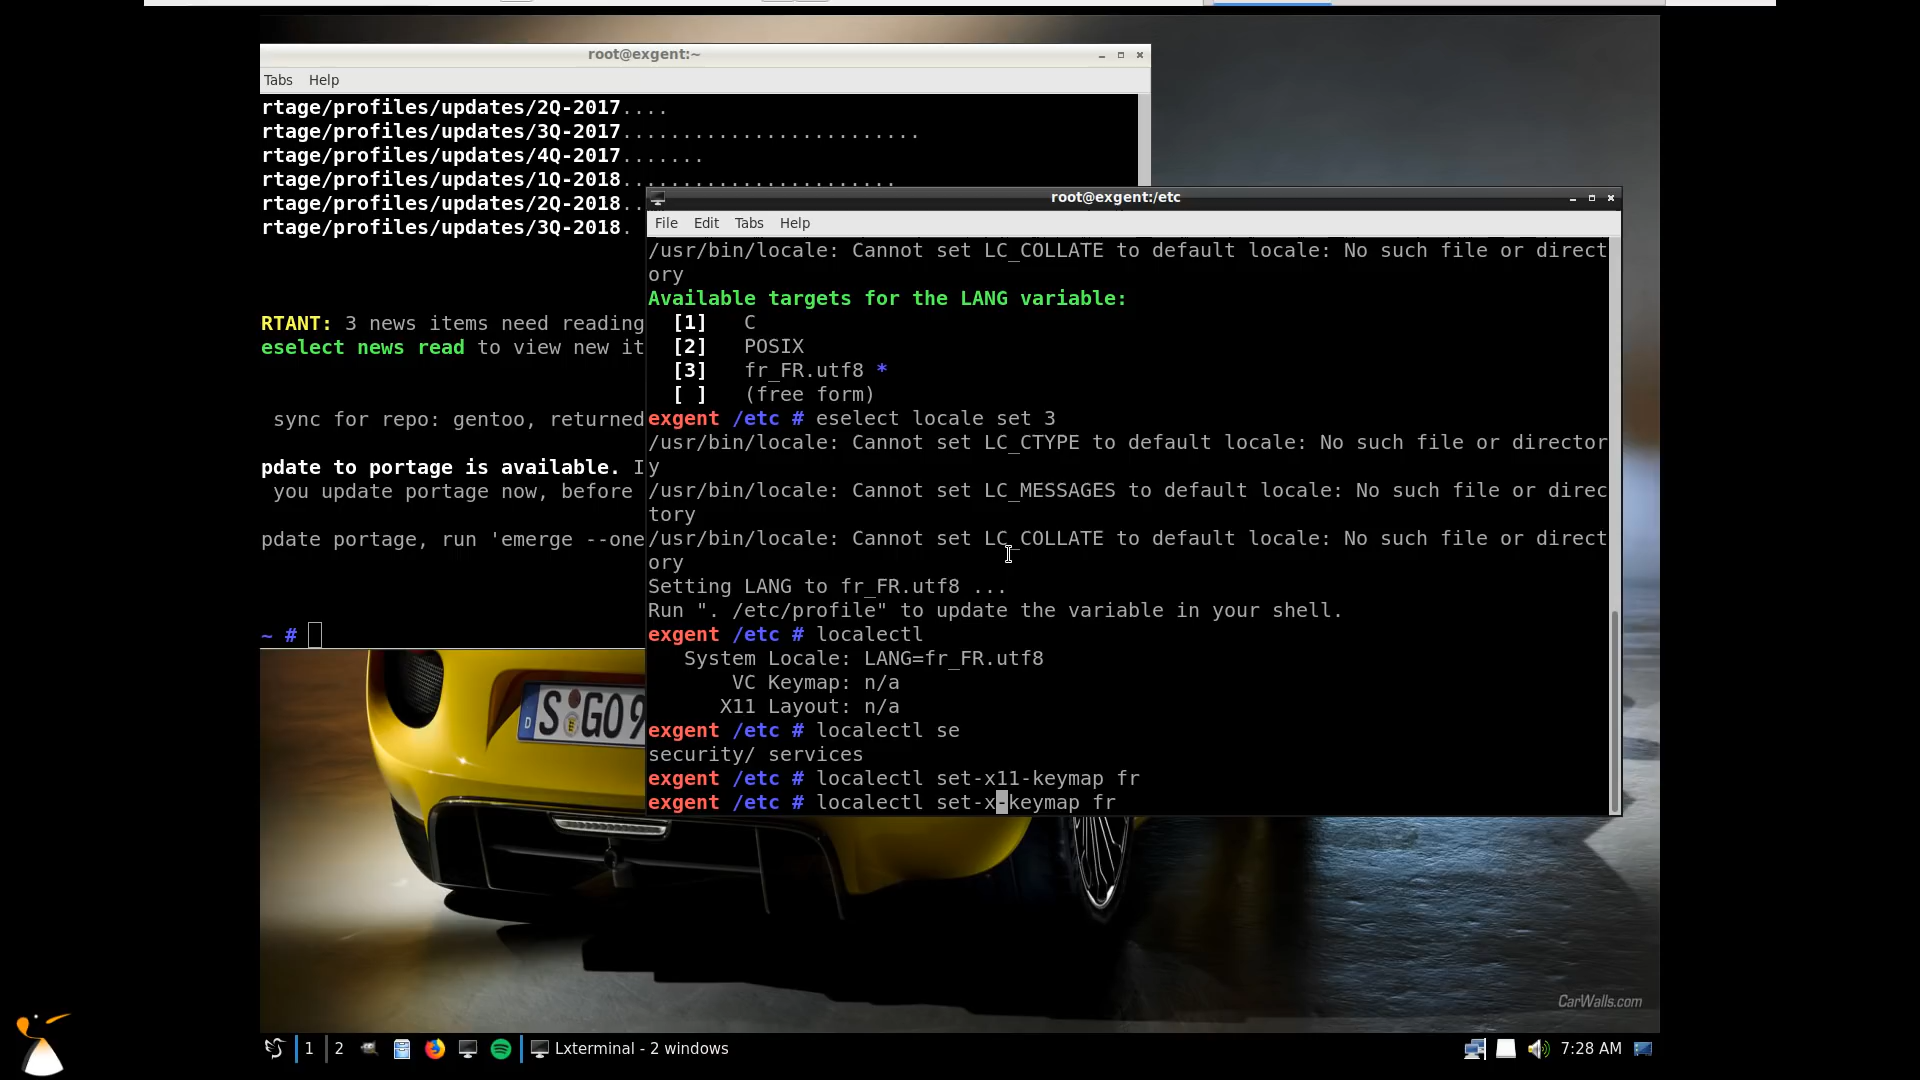 root@exgent:~
Tabs Help
rtage/profiles/updates/2Q-2017....
rtage/profiles/updates/3Q-2017.........................
rtage/profiles/updates/4Q-2017.......
rtage/profiles/updates/1Q-2018.......................
rtage/profiles/updates/2Q-2018..
rtage/profiles/updates/3Q-2018.
RTANT: 3 news items need reading
eselect news read to view new it
sync for repo: gentoo, returned
pdate to portage is available. I
you update portage now, before
pdate portage, run 'emerge --one
~ #
root@exgent:/etc
File Edit Tabs Help
/usr/bin/locale: Cannot set LC_COLLATE to default locale: No such file or direct
ory
Available targets for the LANG variable:
[1] C
[2] POSIX
[3] fr_FR.utf8 *
[ ] (free form)
exgent /etc # eselect locale set 3
/usr/bin/locale: Cannot set LC_CTYPE to default locale: No such file or director
y
/usr/bin/locale: Cannot set LC_MESSAGES to default locale: No such file or direc
tory
/usr/bin/locale: Cannot set LC_COLLATE to default locale: No such file or direct
ory
Setting LANG to fr_FR.utf8 ...
Run ". /etc/profile" to update the variable in your shell.
exgent /etc # localectl
System Locale: LANG=fr_FR.utf8
VC Keymap: n/a
X11 Layout: n/a
exgent /etc # localectl se
security/ services
exgent /etc # localectl set-x11-keymap fr
exgent /etc # localectl set-x-keymap fr
D S GO9
CarWalls.com
1 2 Lxterminal - 2 windows 7:28 AM